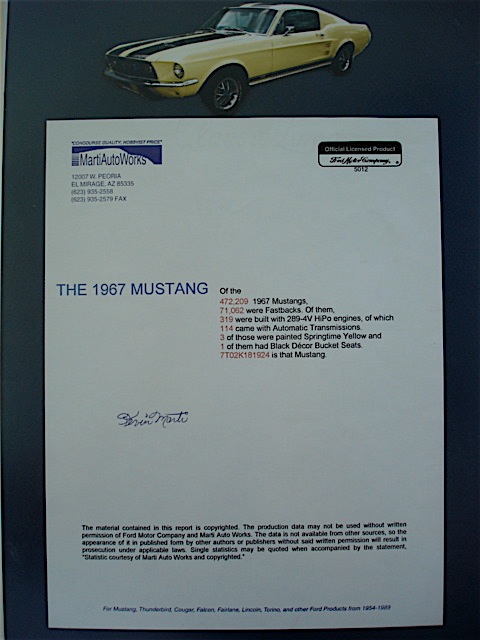 "CONCOURSE QUALITY, HOBBYIST PRICE"
MartiAutoWorks
12007 W. PEORIA
EL MIRAGE, AZ 85335
(623) 935-2558
(623) 935-2579 FAX
Official Licensed Product
Ford Motor Company
5012
THE 1967 MUSTANG
Of the
472,209 1967 Mustangs,
71,062 were Fastbacks. Of them,
319 were built with 289-4V HiPo engines, of which
114 came with Automatic Transmissions.
3 of those were painted Springtime Yellow and
1 of them had Black Décor Bucket Seats.
7T02K181924 is that Mustang.
Kevin Marti
The material contained in this report is copyrighted. The production data may not be used without written
permission of Ford Motor Company and Marti Auto Works. The data is not available from other sources, so the
appearance of it in published form by other authors or publishers without said written permission will result in
prosecution under applicable laws. Single statistics may be quoted when accompanied by the statement,
"Statistic courtesy of Marti Auto Works and copyrighted."
For Mustang, Thunderbird, Cougar, Falcon, Fairlane, Lincoln, Torino, and other Ford Products from 1954-1989